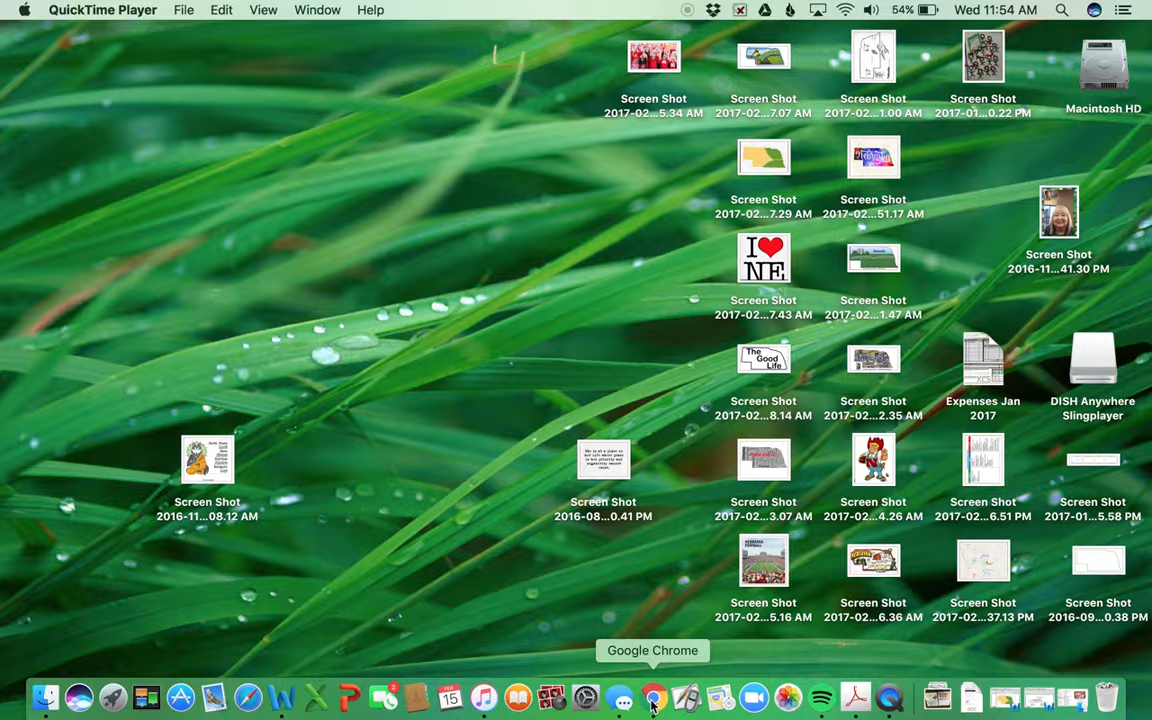 QuickTime Player File Edit View Window Help 54% Wed 11:54 AM
Screen Shot
2017-02...5.34 AM
Screen Shot
2017-02...7.07 AM
Screen Shot
2017-02...1.00 AM
Screen Shot
2017-01...0.22 PM
Macintosh HD
Screen Shot
2017-02...7.29 AM
Nebraska
Screen Shot
2017-02...51.17 AM
Screen Shot
2016-11...41.30 PM
I
NE
Screen Shot
2017-02...7.43 AM
Screen Shot
2017-02...1.47 AM
The
Good
Life
Screen Shot
2017-02...8.14 AM
Screen Shot
2017-02...2.35 AM
XLSX
Expenses Jan
2017
DISH Anywhere
Slingplayer
Screen Shot
2016-11...08.12 AM
Screen Shot
2016-08...0.41 PM
Screen Shot
2017-02...3.07 AM
Screen Shot
2017-02...4.26 AM
Screen Shot
2017-02...6.51 PM
Screen Shot
2017-01...5.58 PM
NEBRASKA
FOOTBALL
Screen Shot
2017-02...5.16 AM
Screen Shot
2017-02...6.36 AM
Screen Shot
2017-02...37.13 PM
Screen Shot
2016-09...0.38 PM
Google Chrome
2
FEB
15
DOC